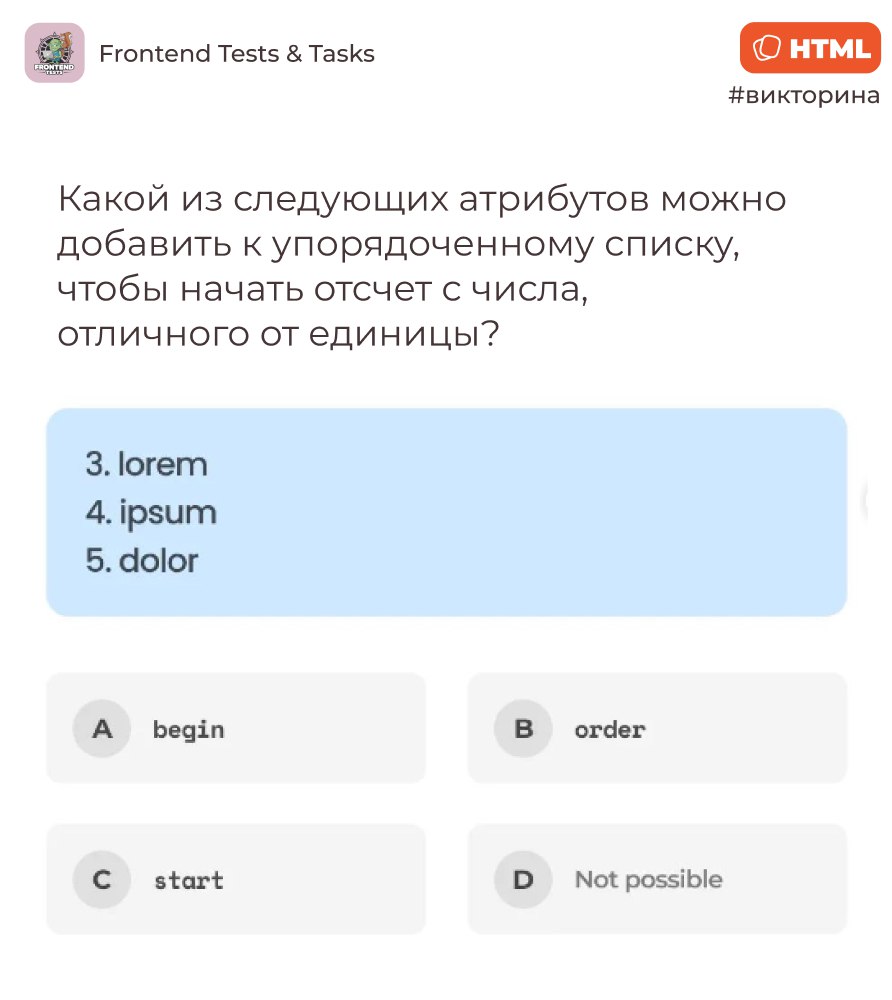 FRONTEND
TESTS
Frontend Tests & Tasks
HTML
#викторина
Какой из следующих атрибутов можно
добавить к упорядоченному списку,
чтобы начать отсчет с числа,
отличного от единицы?
3. lorem
4. ipsum
5. dolor
A begin
B order
C start
D Not possible